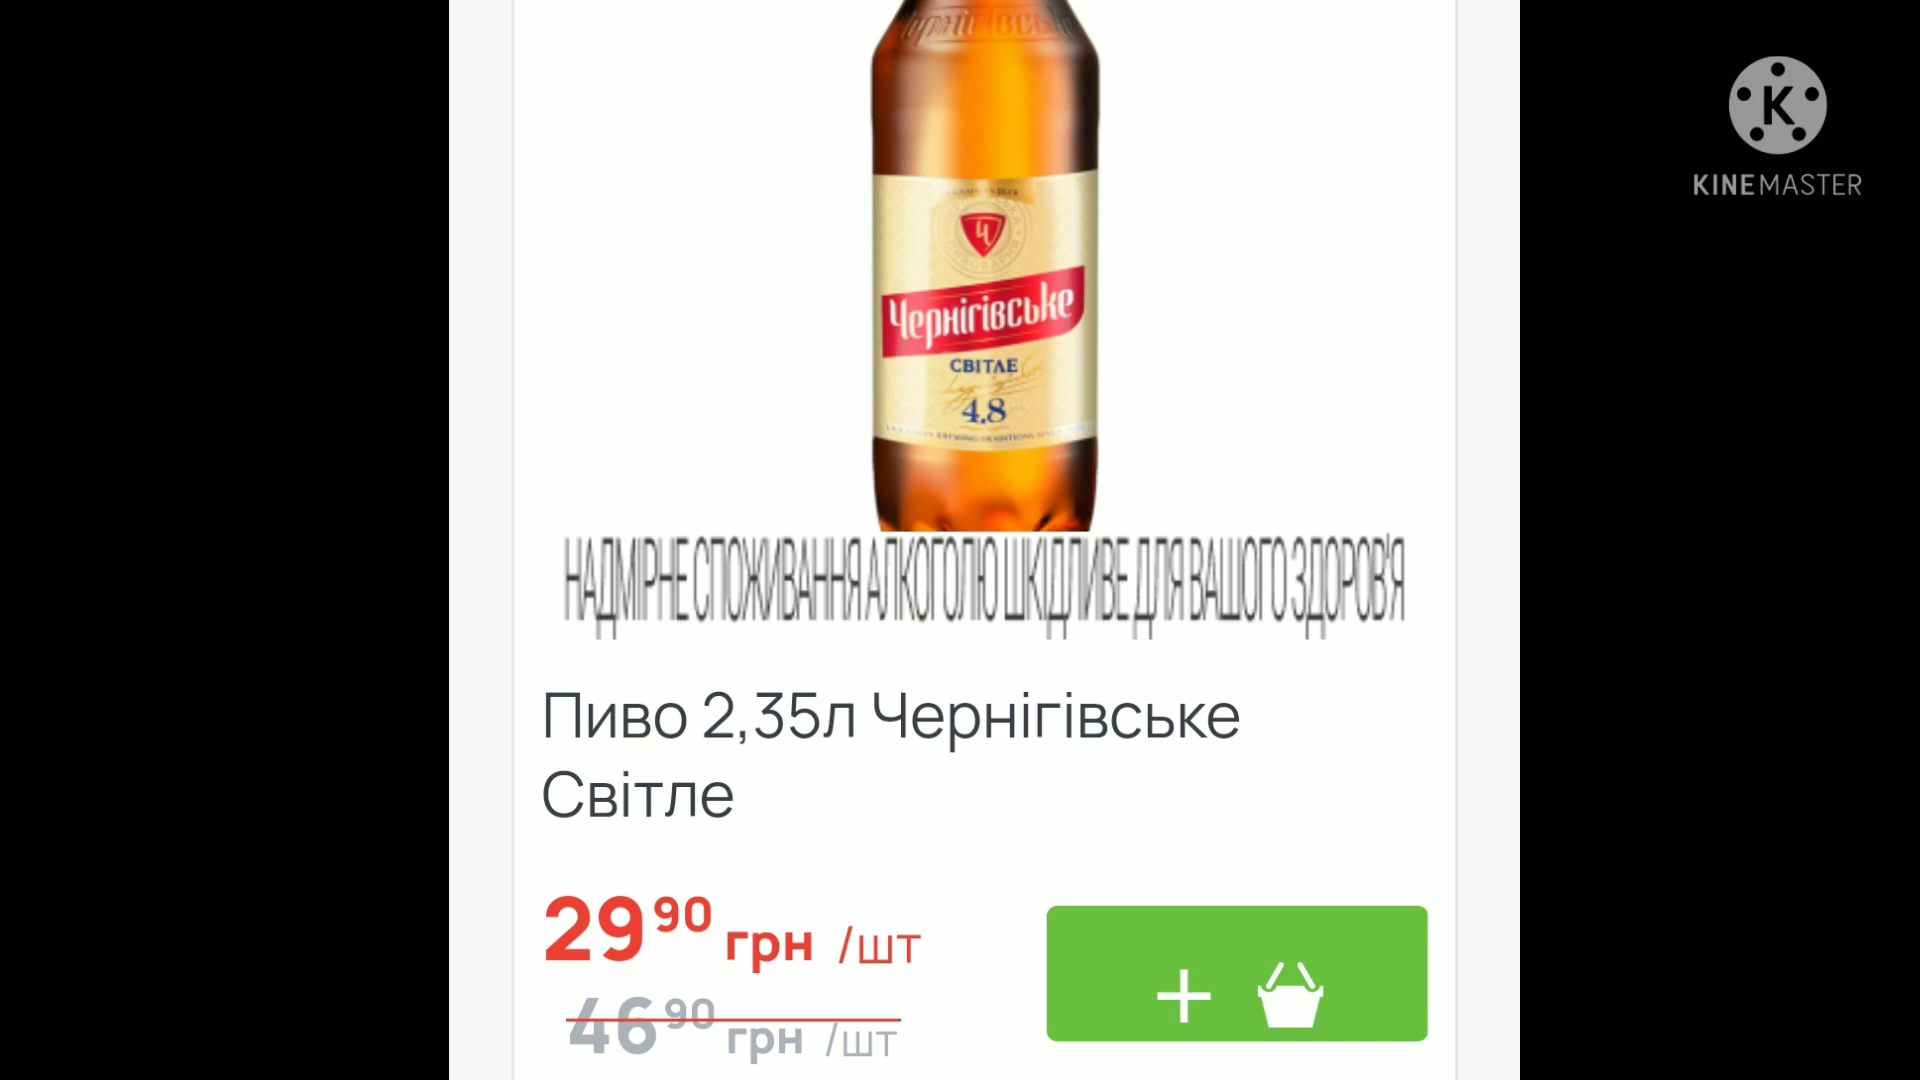 KINEMASTER
Чернігівське
СВІТЛЕ
4,8
НАДМІРНЕ СПОЖИВАННЯ АЛКОГОЛЮ ШКІДЛИВЕ ДЛЯ ВАШОГО ЗДОРОВ'Я
Пиво 2,35л Чернігівське
Світле
29 90 грн /шт
46 90 грн /шт